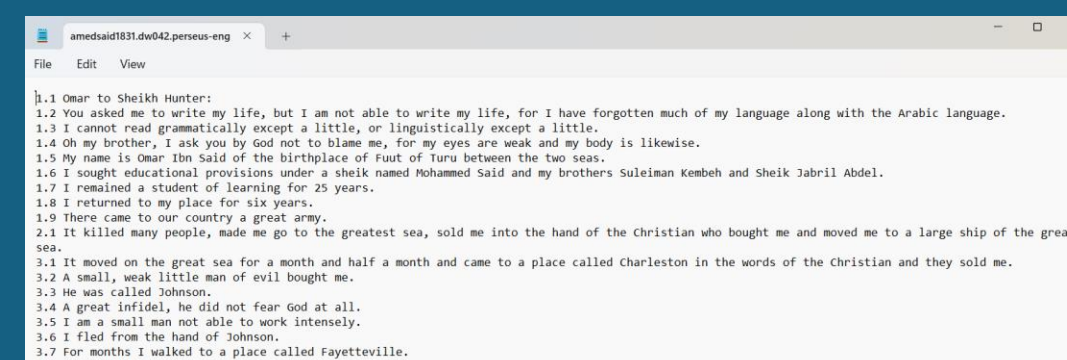 amedsaid1831.dw042.perseus-eng × +
File Edit View
1.1 Omar to Sheikh Hunter:
1.2 You asked me to write my life, but I am not able to write my life, for I have forgotten much of my language along with the Arabic language.
1.3 I cannot read grammatically except a little, or linguistically except a little.
1.4 Oh my brother, I ask you by God not to blame me, for my eyes are weak and my body is likewise.
1.5 My name is Omar Ibn Said of the birthplace of Fuut of Turu between the two seas.
1.6 I sought educational provisions under a sheik named Mohammed Said and my brothers Suleiman Kembeh and Sheik Jabril Abdel.
1.7 I remained a student of learning for 25 years.
1.8 I returned to my place for six years.
1.9 There came to our country a great army.
2.1 It killed many people, made me go to the greatest sea, sold me into the hand of the Christian who bought me and moved me to a large ship of the grea
sea.
3.1 It moved on the great sea for a month and half a month and came to a place called Charleston in the words of the Christian and they sold me.
3.2 A small, weak little man of evil bought me.
3.3 He was called Johnson.
3.4 A great infidel, he did not fear God at all.
3.5 I am a small man not able to work intensely.
3.6 I fled from the hand of Johnson.
3.7 For months I walked to a place called Fayetteville.